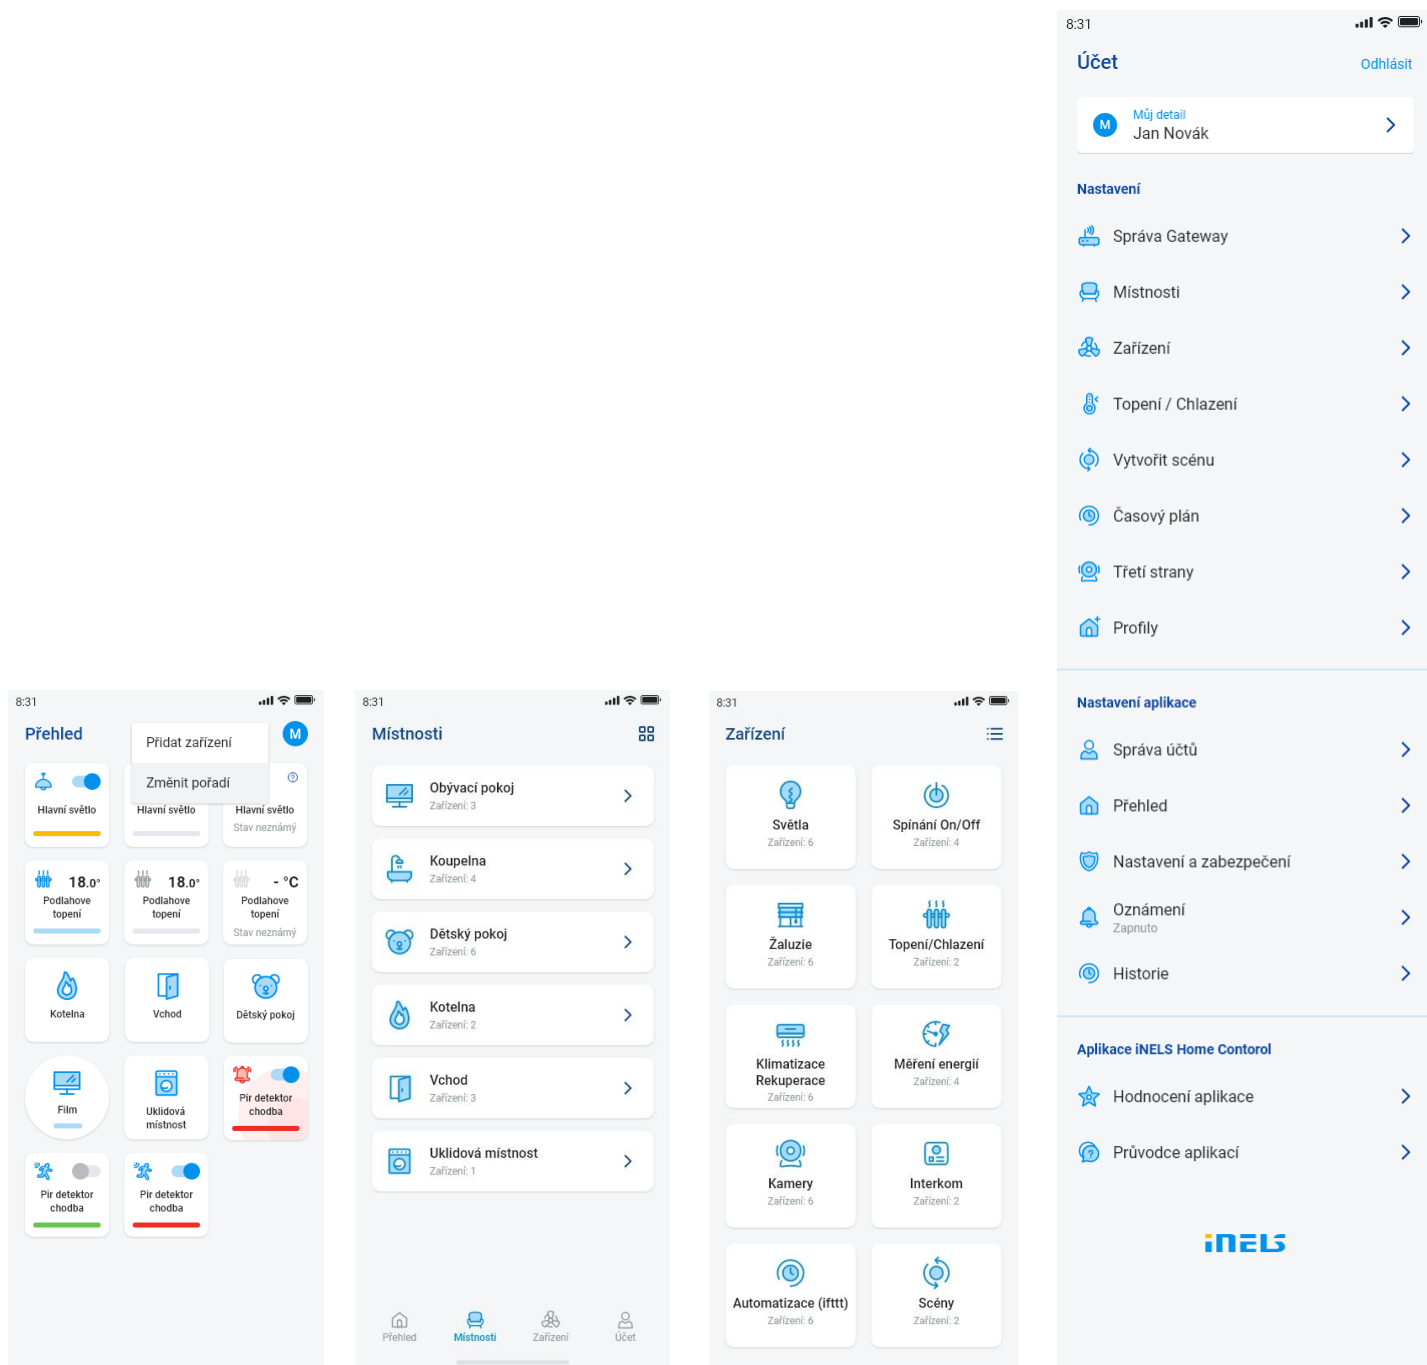 8:31
Přehled
M
Přidat zařízení
Změnit pořadí
Hlavní světlo
Hlavní světlo
Hlavní světlo
Stav neznámý
18.0°
Podlahove
topení
18.0°
Podlahove
topení
- °C
Podlahove
topení
Stav neznámý
Kotelna
Vchod
Dětský pokoj
Film
Uklidová
místnost
Pir detektor
chodba
Pir detektor
chodba
Pir detektor
chodba
8:31
Místnosti
Obývací pokoj
Zařízení: 3
Koupelna
Zařízení: 4
Dětský pokoj
Zařízení: 6
Kotelna
Zařízení: 2
Vchod
Zařízení: 3
Uklidová místnost
Zařízení: 1
Přehled
Místnosti
Zařízení
Účet
8:31
Zařízení
Světla
Zařízení: 6
Spínání On/Off
Zařízení: 4
Žaluzie
Zařízení: 6
Topení/Chlazení
Zařízení: 2
Klimatizace
Rekuperace
Zařízení: 6
Měření energií
Zařízení: 4
Kamery
Zařízení: 6
Interkom
Zařízení: 2
Automatizace (ifttt)
Zařízení: 6
Scény
Zařízení: 2
8:31
Účet
Odhlásit
M
Můj detail
Jan Novák
Nastavení
Správa Gateway
Místnosti
Zařízení
Topení / Chlazení
Vytvořit scénu
Časový plán
Třetí strany
Profily
Nastavení aplikace
Správa účtů
Přehled
Nastavení a zabezpečení
Oznámení
Zapnuto
Historie
Aplikace iNELS Home Contorol
Hodnocení aplikace
Průvodce aplikací
iNELS